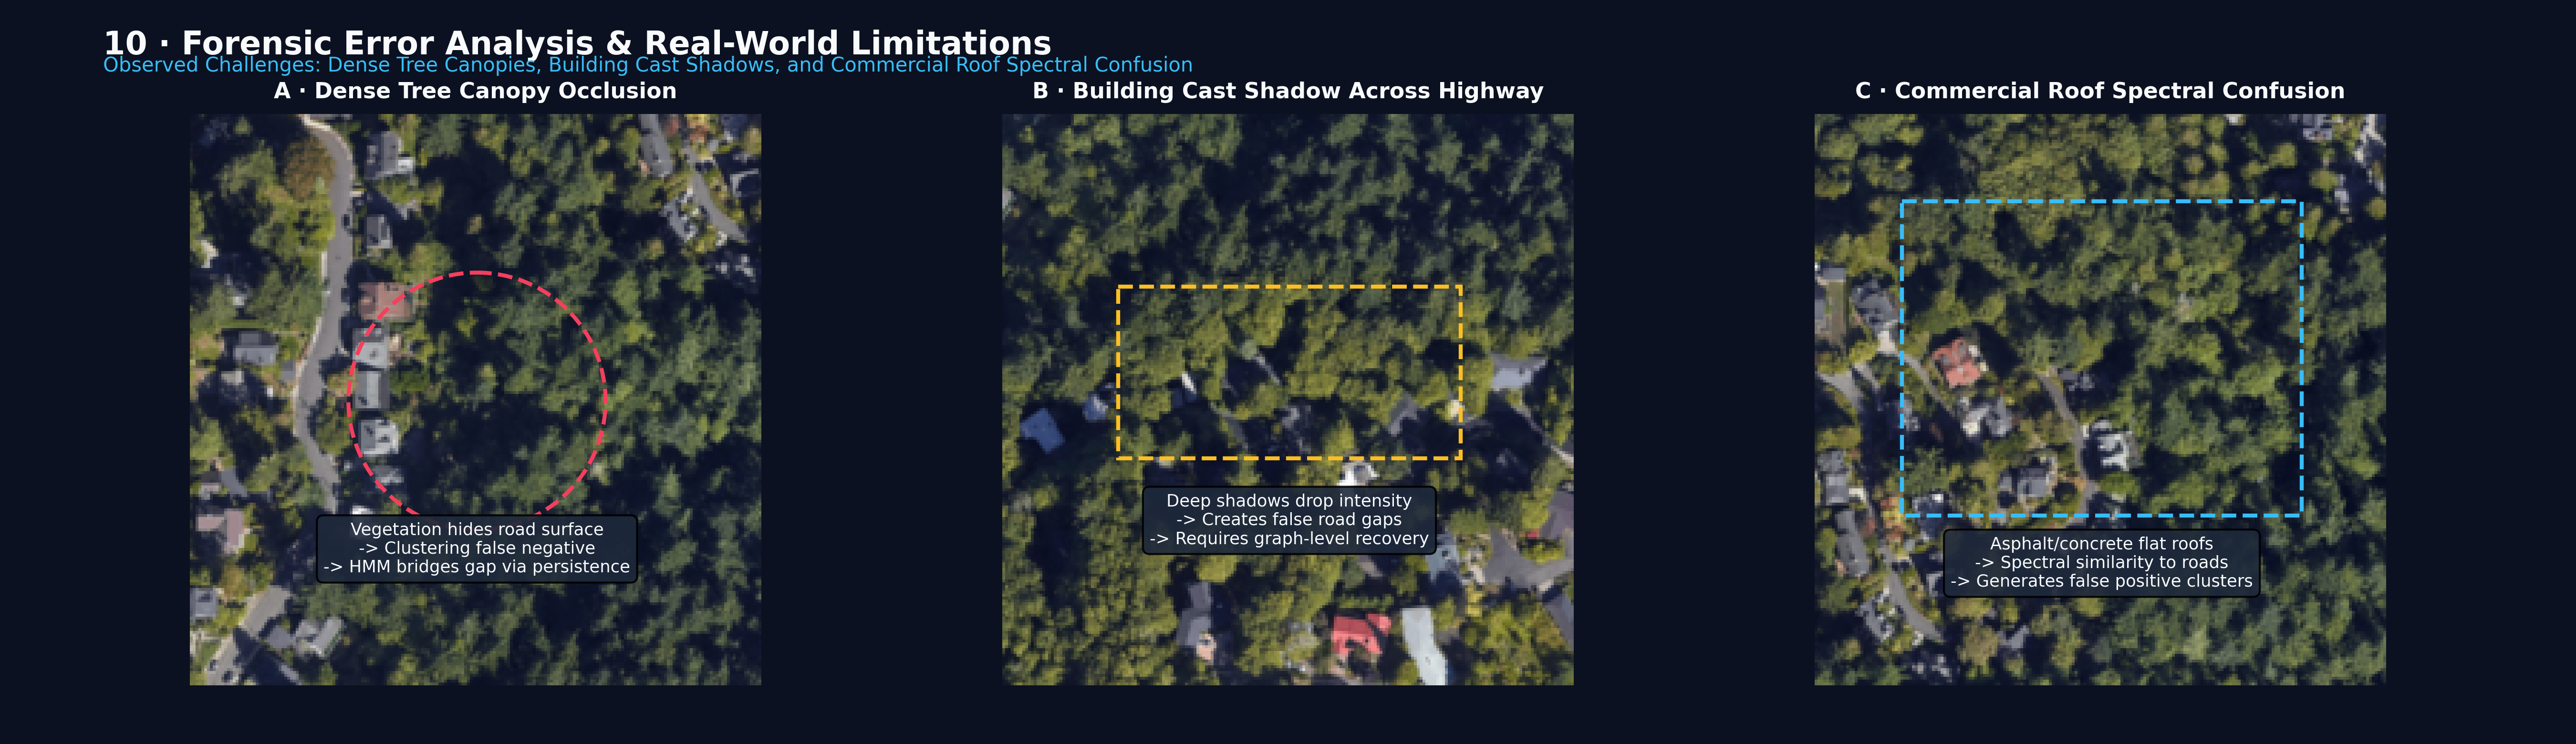 10 · Forensic Error Analysis & Real-World Limitations
Observed Challenges: Dense Tree Canopies, Building Cast Shadows, and Commercial Roof Spectral Confusion
A · Dense Tree Canopy Occlusion
Vegetation hides road surface
-> Clustering false negative
-> HMM bridges gap via persistence
B · Building Cast Shadow Across Highway
Deep shadows drop intensity
-> Creates false road gaps
-> Requires graph-level recovery
C · Commercial Roof Spectral Confusion
Asphalt/concrete flat roofs
-> Spectral similarity to roads
-> Generates false positive clusters